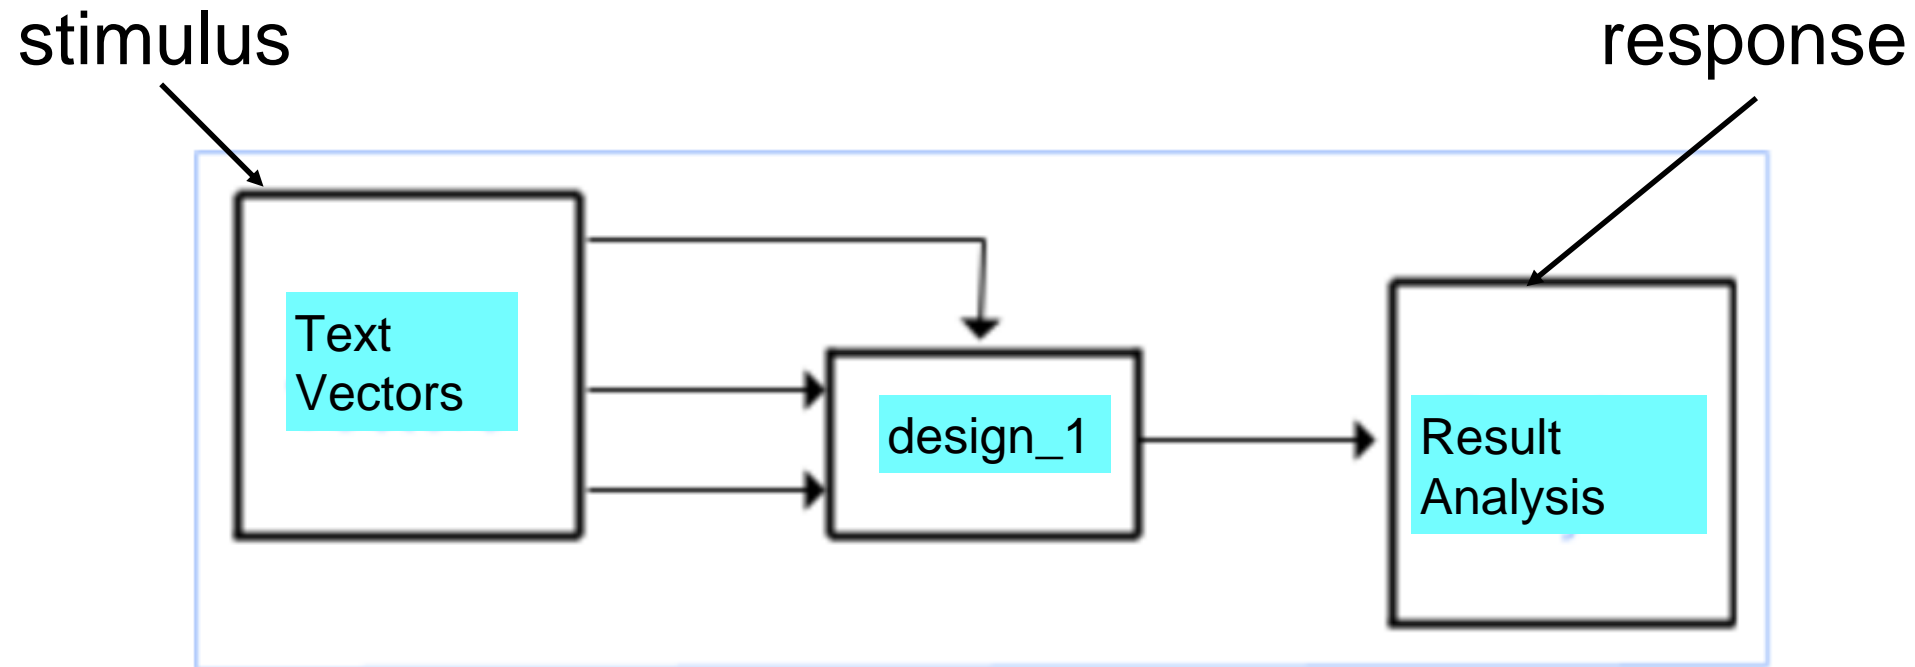 stimulus
response
Text
Vectors
design_1
Result
Analysis